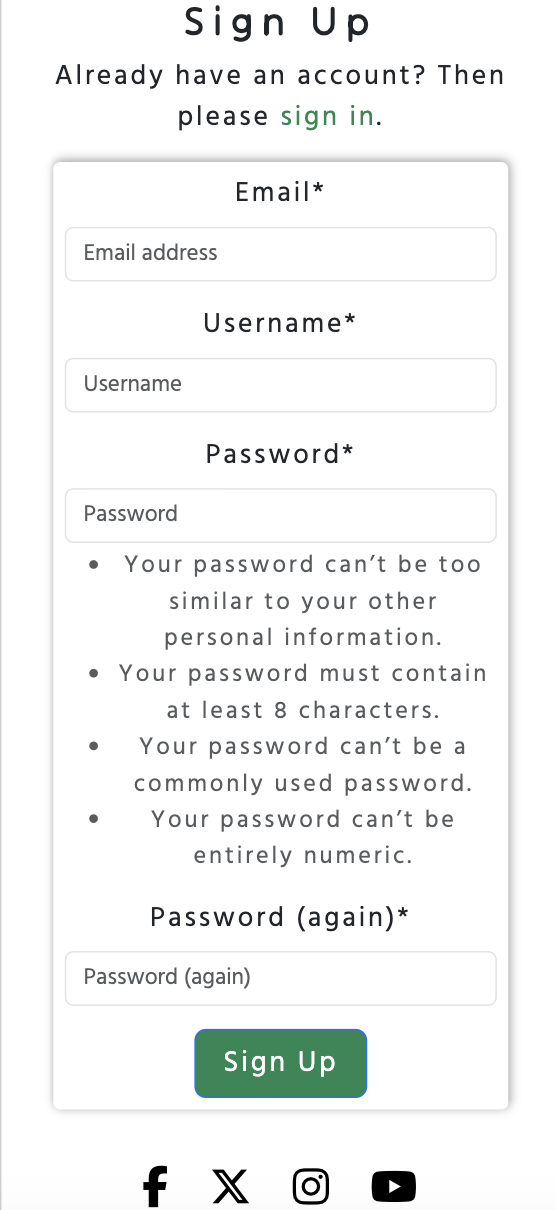 Sign Up
Already have an account? Then
please sign in.
Email*
Email address
Username*
Username
Password*
Password
• Your password can’t be too
similar to your other
personal information.
• Your password must contain
at least 8 characters.
• Your password can’t be a
commonly used password.
• Your password can’t be
entirely numeric.
Password (again)*
Password (again)
Sign Up